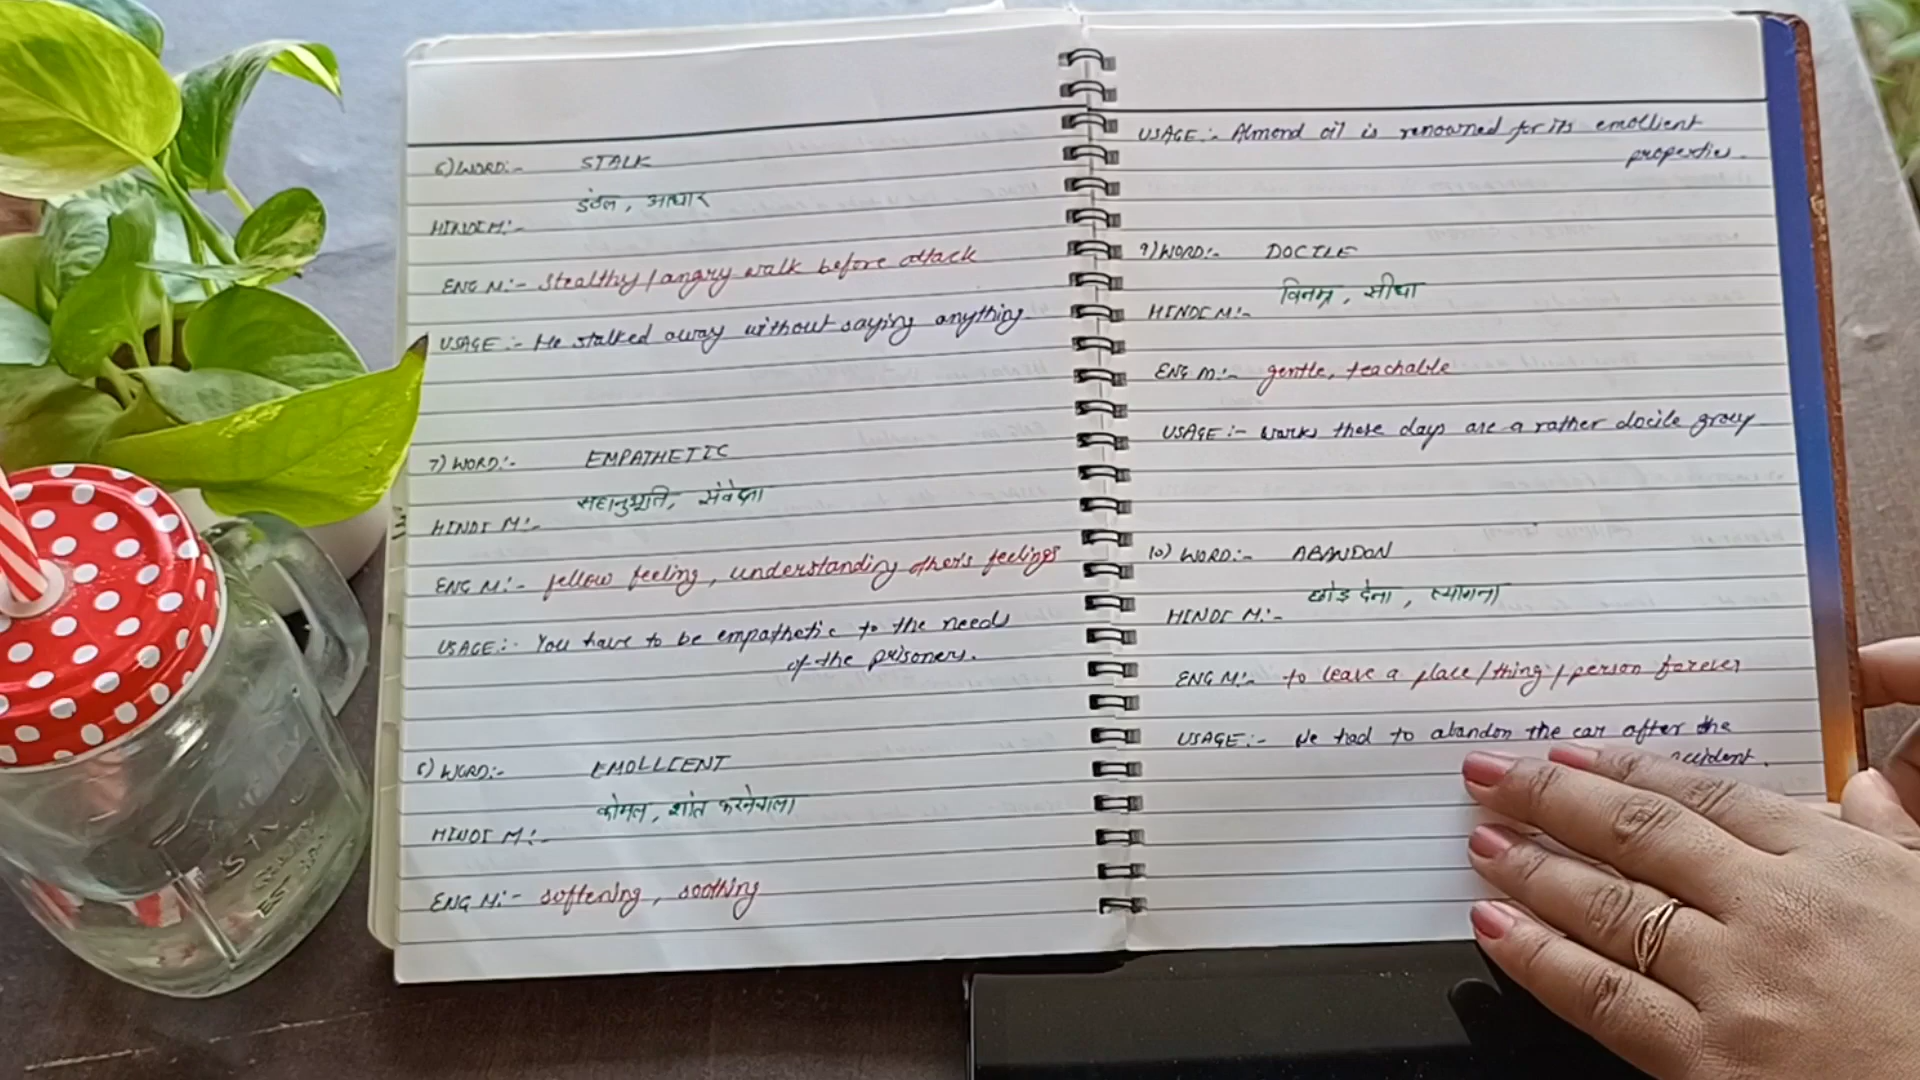 6) WORD:- STALK
डंठल, आधार
HINDI M:-
ENG M:- stealthy/angry walk before attack
USAGE:- He stalked away without saying anything.
7) WORD:- EMPATHETIC
सहानुभूति,
HINDI M:-
ENG M:- fellow feeling, understanding other's feelings
USAGE:- You have to be empathetic to the needs
of the prisoners.
8) WORD:- EMOLLIENT
कोमल, शांत करनेवाला
HINDI M:-
ENG M:- softening, soothing
USAGE:- Almond oil is renowned for its emollient
properties.
9) WORD:- DOCILE
विनम्र, सीधा
HINDI M:-
ENG M:- gentle, teachable
USAGE:- these days are a rather docile group
10) WORD:- ABANDON
छोड़ देना, त्यागना
HINDI M:-
ENG M:- to leave a place/thing/person forever
USAGE:- He had to abandon the car after the